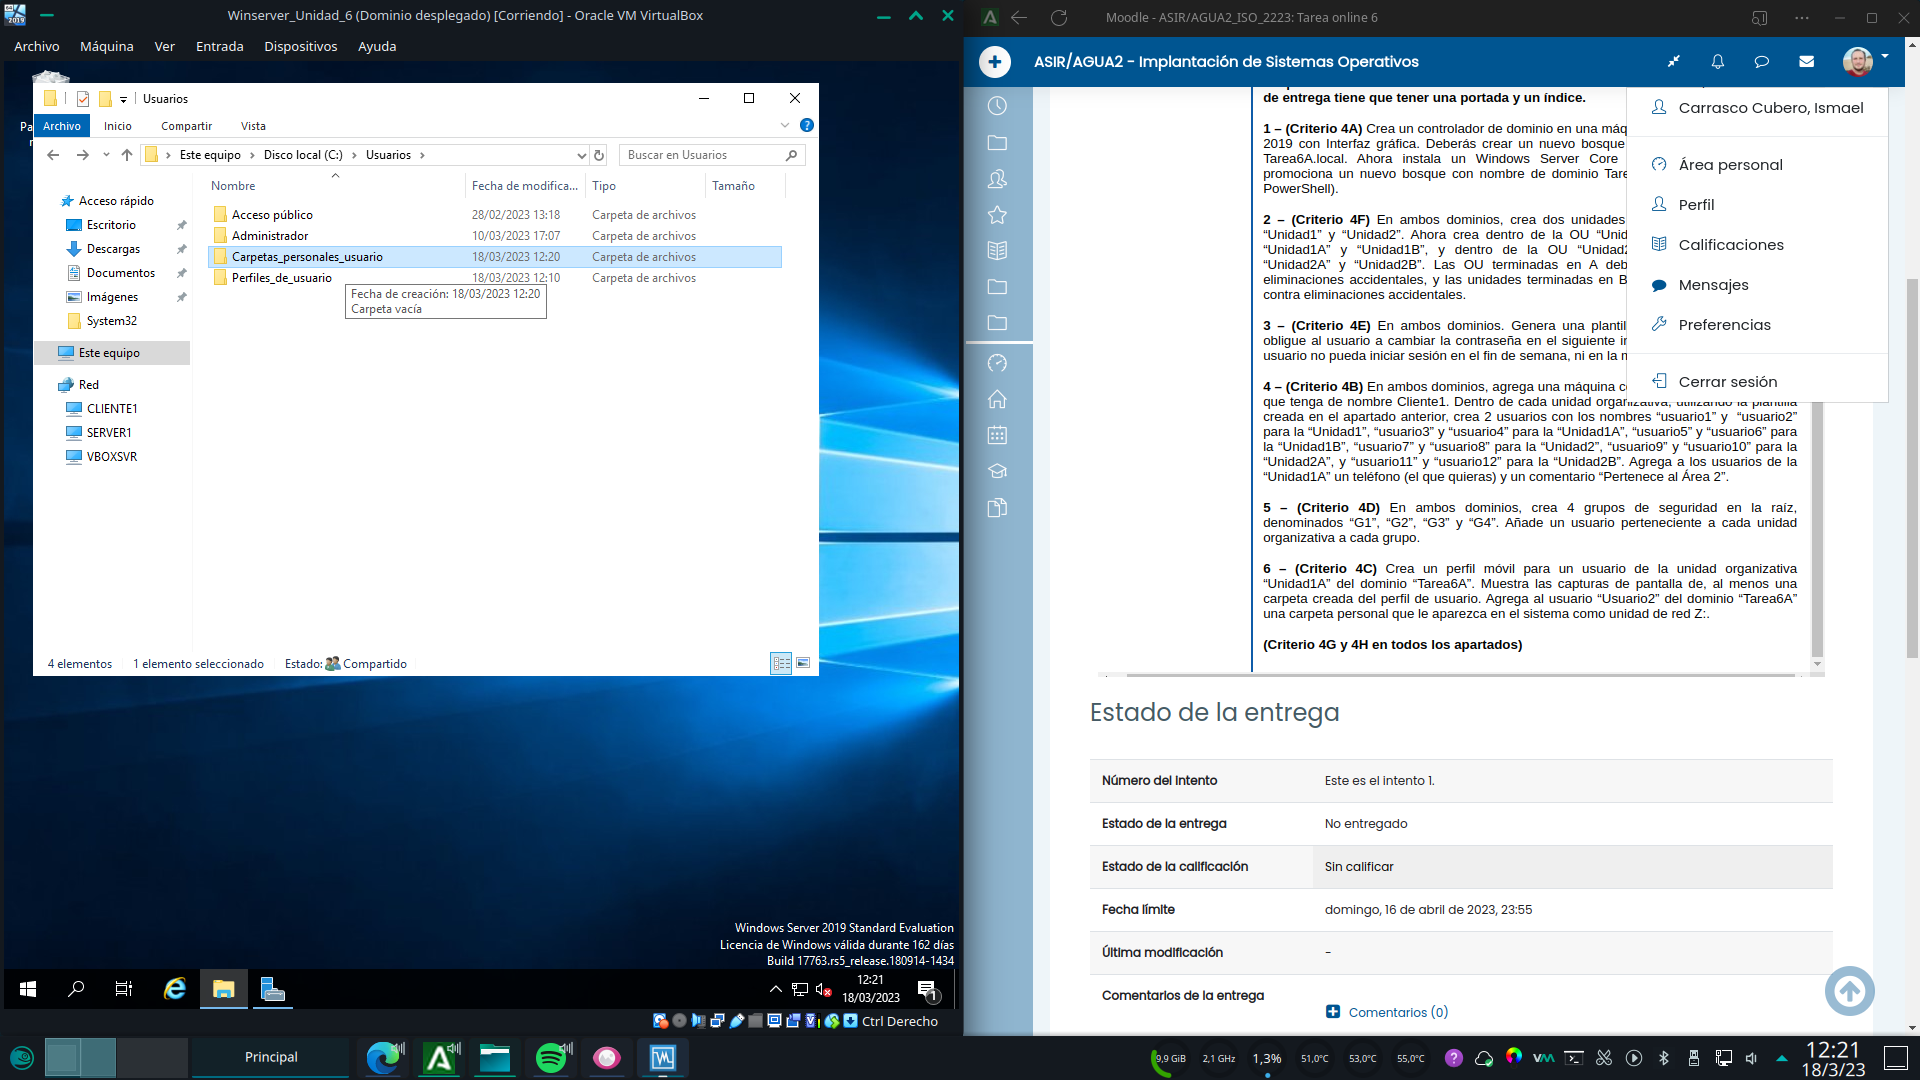 Winserver_Unidad_6 (Dominio desplegado) [Corriendo] - Oracle VM VirtualBox
Archivo Máquina Ver Entrada Dispositivos Ayuda
Usuarios
Archivo Inicio Compartir Vista
Este equipo Disco local (C:) Usuarios
Buscar en Usuarios
Nombre Fecha de modifica... Tipo Tamaño
Acceso rápido
Escritorio
Descargas
Documentos
Imágenes
System32
Este equipo
Red
CLIENTE1
SERVER1
VBOXSVR
Acceso público 28/02/2023 13:18 Carpeta de archivos
Administrador 10/03/2023 17:07 Carpeta de archivos
Carpetas_personales_usuario 18/03/2023 12:20 Carpeta de archivos
Perfiles_de_usuario 18/03/2023 12:10 Carpeta de archivos
Fecha de creación: 18/03/2023 12:20
Carpeta vacía
4 elementos 1 elemento seleccionado Estado: Compartido
Windows Server 2019 Standard Evaluation
Licencia de Windows válida durante 162 días
Build 17763.rs5_release.180914-1434
12:21
18/03/2023
1
Ctrl Derecho
Moodle - ASIR/AGUA2_ISO_2223: Tarea online 6
ASIR/AGUA2 - Implantación de Sistemas Operativos
de entrega tiene que tener una portada y un índice.
1 – (Criterio 4A) Crea un controlador de dominio en una máq
2019 con Interfaz gráfica. Deberás crear un nuevo bosque
Tarea6A.local. Ahora instala un Windows Server Core
promociona un nuevo bosque con nombre de dominio Tare
PowerShell).
2 – (Criterio 4F) En ambos dominios, crea dos unidades
“Unidad1” y “Unidad2”. Ahora crea dentro de la OU “Unid
“Unidad1A” y “Unidad1B”, y dentro de la OU “Unidad2
“Unidad2A” y “Unidad2B”. Las OU terminadas en A deb
eliminaciones accidentales, y las unidades terminadas en B
contra eliminaciones accidentales.
3 – (Criterio 4E) En ambos dominios. Genera una plantil
obligue al usuario a cambiar la contraseña en el siguiente in
usuario no pueda iniciar sesión en el fin de semana, ni en la m
4 – (Criterio 4B) En ambos dominios, agrega una máquina c
que tenga de nombre Cliente1. Dentro de cada unidad organizativa, utilizando la plantilla
creada en el apartado anterior, crea 2 usuarios con los nombres “usuario1” y “usuario2”
para la “Unidad1”, “usuario3” y “usuario4” para la “Unidad1A”, “usuario5” y “usuario6” para
la “Unidad1B”, “usuario7” y “usuario8” para la “Unidad2”, “usuario9” y “usuario10” para la
“Unidad2A”, y “usuario11” y “usuario12” para la “Unidad2B”. Agrega a los usuarios de la
“Unidad1A” un teléfono (el que quieras) y un comentario “Pertenece al Área 2”.
5 – (Criterio 4D) En ambos dominios, crea 4 grupos de seguridad en la raíz,
denominados “G1”, “G2”, “G3” y “G4”. Añade un usuario perteneciente a cada unidad
organizativa a cada grupo.
6 – (Criterio 4C) Crea un perfil móvil para un usuario de la unidad organizativa
“Unidad1A” del dominio “Tarea6A”. Muestra las capturas de pantalla de, al menos una
carpeta creada del perfil de usuario. Agrega al usuario “Usuario2” del dominio “Tarea6A”
una carpeta personal que le aparezca en el sistema como unidad de red Z:.
(Criterio 4G y 4H en todos los apartados)
Carrasco Cubero, Ismael
Área personal
Perfil
Calificaciones
Mensajes
Preferencias
Cerrar sesión
Estado de la entrega
Número del intento Este es el intento 1.
Estado de la entrega No entregado
Estado de la calificación Sin calificar
Fecha límite domingo, 16 de abril de 2023, 23:55
Última modificación -
Comentarios de la entrega
Comentarios (0)
Principal
9,9 GiB 2,1 GHz 1,3% 51,0°C 53,0°C 55,0°C
12:21
18/3/23